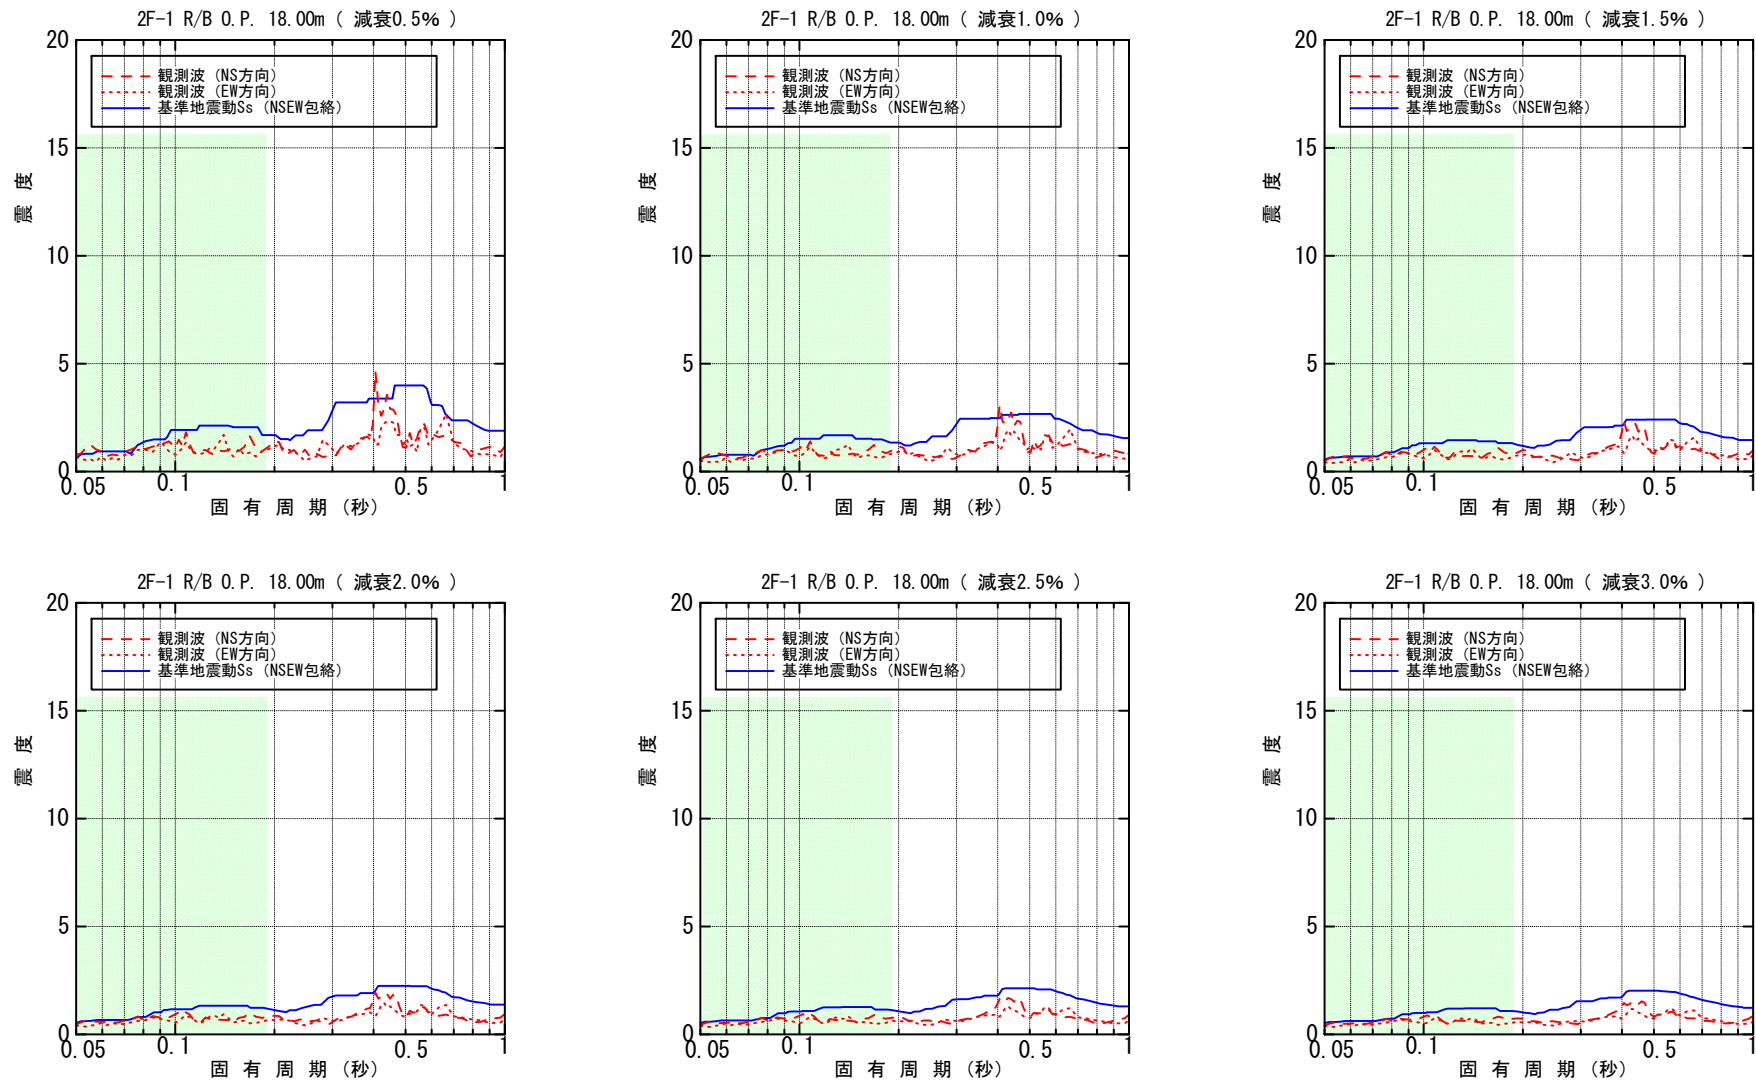 2F-1 R/B O.P. 18.00m ( 減衰0.5% )
20
15
10
5
0
震 度
観測波 (NS方向)
観測波 (EW方向)
基準地震動Ss (NSEW包絡)
0.05 0.1 0.5 1
固 有 周 期 (秒)
2F-1 R/B O.P. 18.00m ( 減衰1.0% )
20
15
10
5
0
震 度
観測波 (NS方向)
観測波 (EW方向)
基準地震動Ss (NSEW包絡)
0.05 0.1 0.5 1
固 有 周 期 (秒)
2F-1 R/B O.P. 18.00m ( 減衰1.5% )
20
15
10
5
0
震 度
観測波 (NS方向)
観測波 (EW方向)
基準地震動Ss (NSEW包絡)
0.05 0.1 0.5 1
固 有 周 期 (秒)
2F-1 R/B O.P. 18.00m ( 減衰2.0% )
20
15
10
5
0
震 度
観測波 (NS方向)
観測波 (EW方向)
基準地震動Ss (NSEW包絡)
0.05 0.1 0.5 1
固 有 周 期 (秒)
2F-1 R/B O.P. 18.00m ( 減衰2.5% )
20
15
10
5
0
震 度
観測波 (NS方向)
観測波 (EW方向)
基準地震動Ss (NSEW包絡)
0.05 0.1 0.5 1
固 有 周 期 (秒)
2F-1 R/B O.P. 18.00m ( 減衰3.0% )
20
15
10
5
0
震 度
観測波 (NS方向)
観測波 (EW方向)
基準地震動Ss (NSEW包絡)
0.05 0.1 0.5 1
固 有 周 期 (秒)